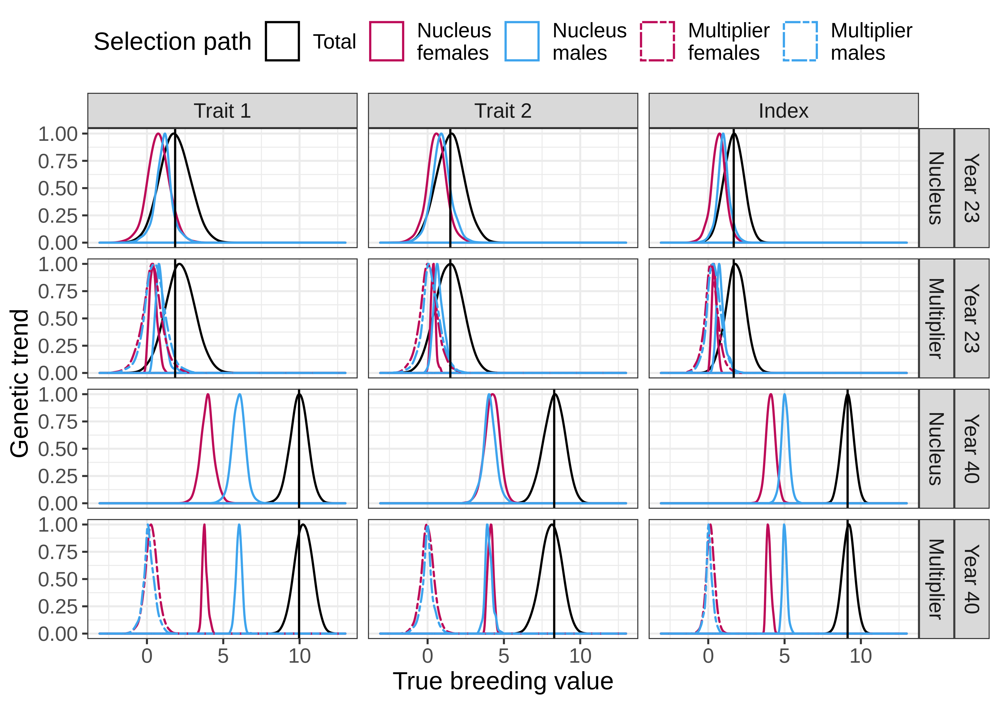 Selection path
Total
Nucleus
females
Nucleus
males
Multiplier
females
Multiplier
males
Trait 1
Trait 2
Index
Genetic trend
1.00
0.75
0.50
0.25
0.00
Nucleus
Year 23
1.00
0.75
0.50
0.25
0.00
Multiplier
Year 23
1.00
0.75
0.50
0.25
0.00
Nucleus
Year 40
1.00
0.75
0.50
0.25
0.00
Multiplier
Year 40
0 5 10
0 5 10
0 5 10
True breeding value